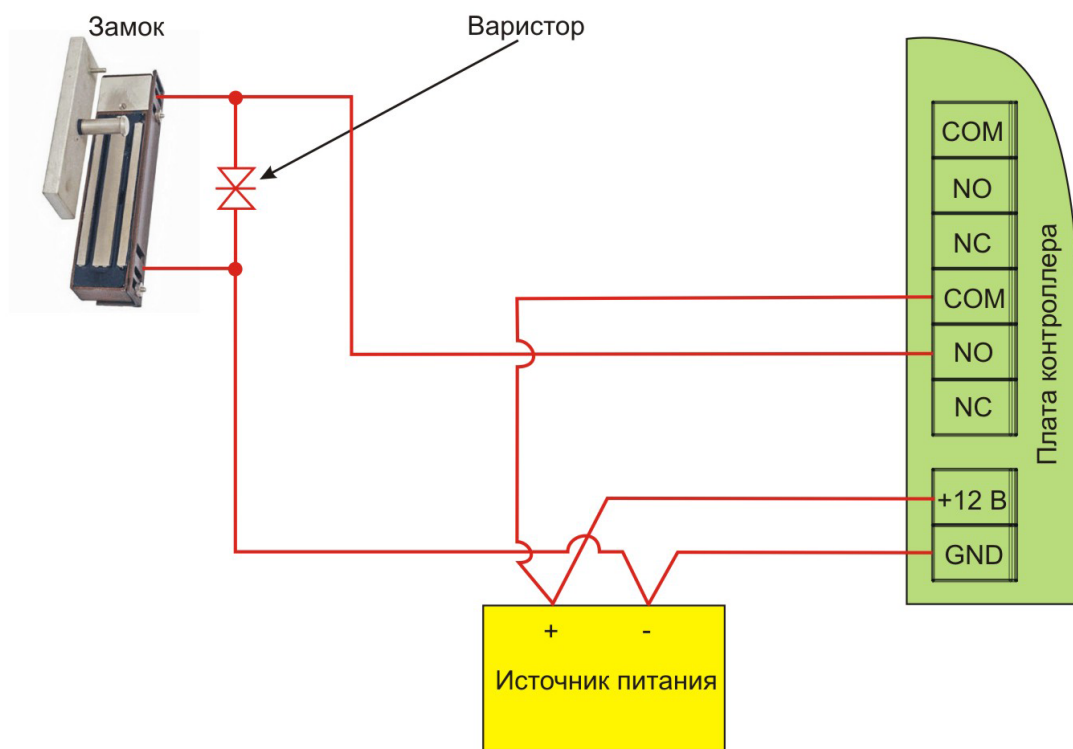 Замок
Варистор
COM
NO
NC
COM
NO
NC
+12 В
GND
Плата контроллера
+ -
Источник питания